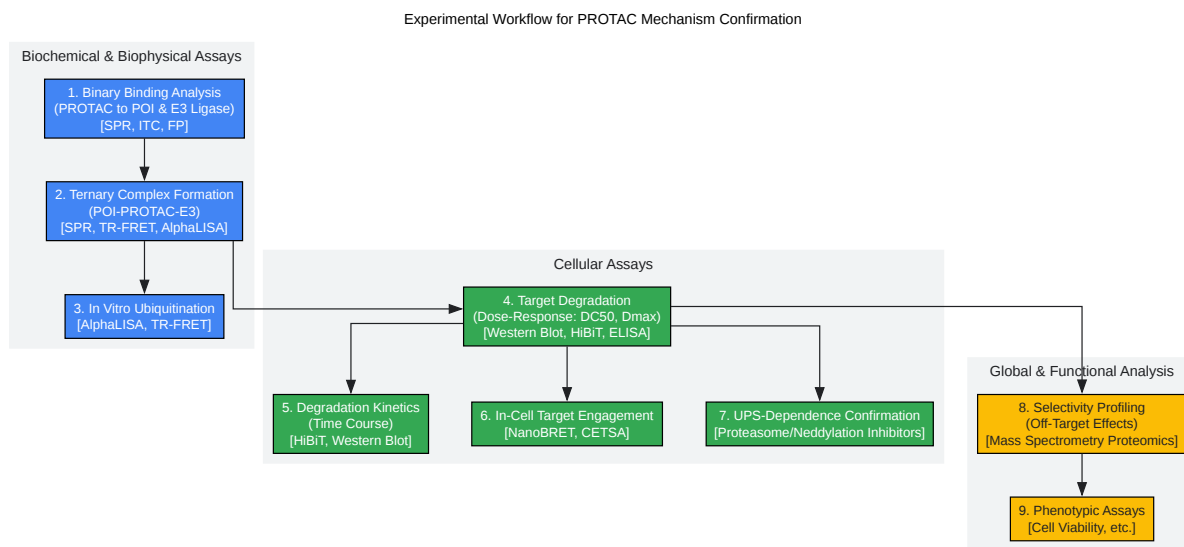 Experimental Workflow for PROTAC Mechanism Confirmation
Biochemical & Biophysical Assays
1. Binary Binding Analysis
(PROTAC to POI & E3 Ligase)
[SPR, ITC, FP]
2. Ternary Complex Formation
(POI-PROTAC-E3)
[SPR, TR-FRET, AlphaLISA]
3. In Vitro Ubiquitination
[AlphaLISA, TR-FRET]
Cellular Assays
4. Target Degradation
(Dose-Response: DC50, Dmax)
[Western Blot, HiBiT, ELISA]
5. Degradation Kinetics
(Time Course)
[HiBiT, Western Blot]
6. In-Cell Target Engagement
[NanoBRET, CETSA]
7. UPS-Dependence Confirmation
[Proteasome/Neddylation Inhibitors]
Global & Functional Analysis
8. Selectivity Profiling
(Off-Target Effects)
[Mass Spectrometry Proteomics]
9. Phenotypic Assays
[Cell Viability, etc.]